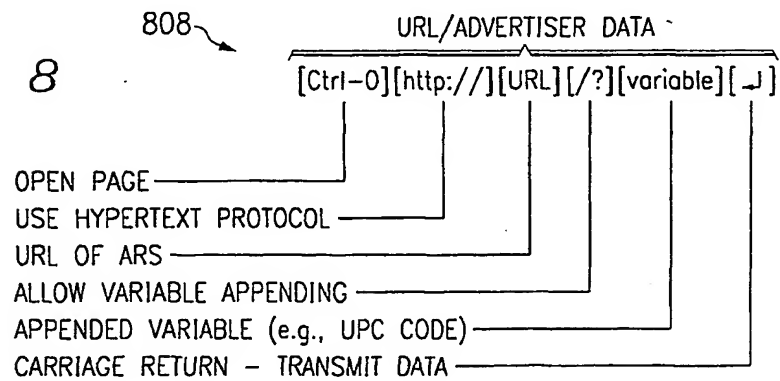 808
URL/ADVERTISER DATA
8
[Ctrl-O][http://][URL][/?][variable][↵]
OPEN PAGE
USE HYPERTEXT PROTOCOL
URL OF ARS
ALLOW VARIABLE APPENDING
APPENDED VARIABLE (e.g., UPC CODE)
CARRIAGE RETURN - TRANSMIT DATA